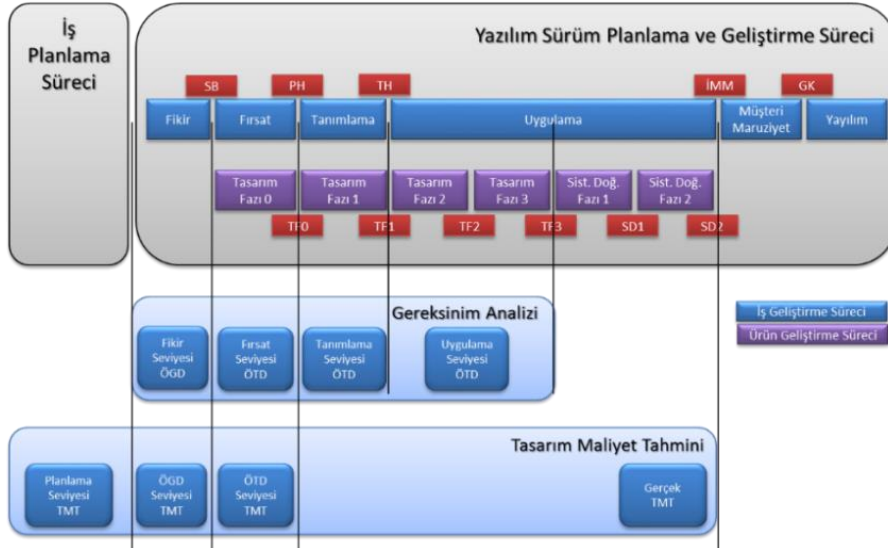 İş
Planlama
Süreci
Yazılım Sürüm Planlama ve Geliştirme Süreci
SB
PH
TH
İMM
GK
Fikir
Fırsat
Tanımlama
Uygulama
Müşteri
Maruziyet
Yayılım
Tasarım
Fazı 0
Tasarım
Fazı 1
Tasarım
Fazı 2
Tasarım
Fazı 3
Sist. Doğ.
Fazı 1
Sist. Doğ.
Fazı 2
TF0
TF1
TF2
TF3
SD1
SD2
Gereksinim Analizi
Fikir
Seviyesi
ÖGD
Fırsat
Seviyesi
ÖTD
Tanımlama
Seviyesi
ÖTD
Uygulama
Seviyesi
ÖTD
İş Geliştirme Süreci
Ürün Geliştirme Süreci
Tasarım Maliyet Tahmini
Planlama
Seviyesi
TMT
ÖGD
Seviyesi
TMT
ÖTD
Seviyesi
TMT
Gerçek
TMT